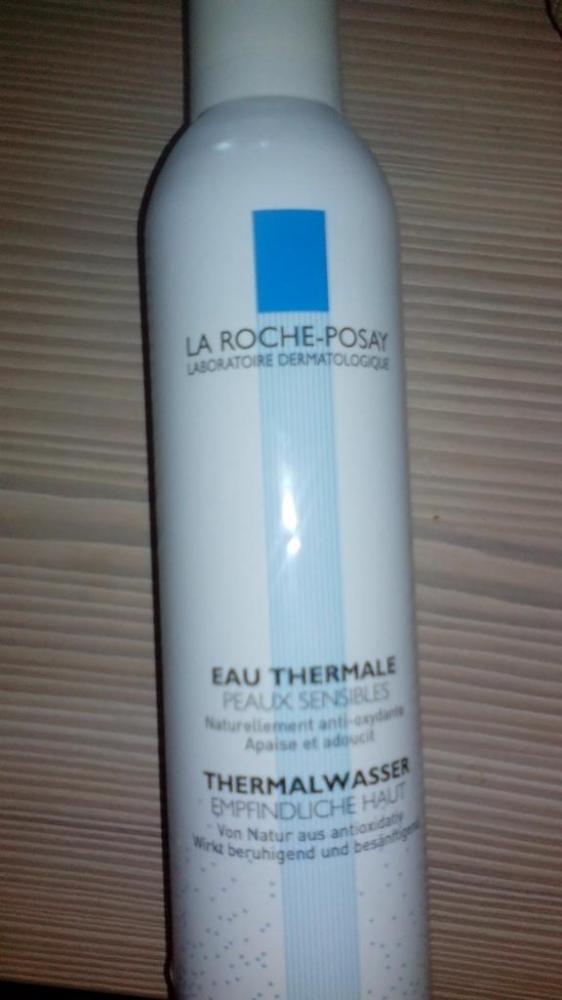 LA ROCHE-POSAY
LABORATOIRE DERMATOLOGIQUE
EAU THERMALE
PEAUX SENSIBLES
Naturellement anti-oxydante
Apaise et adoucit
THERMALWASSER
EMPFINDLICHE HAUT
Von Natur aus antioxidativ
Wirkt beruhigend und besänftigend